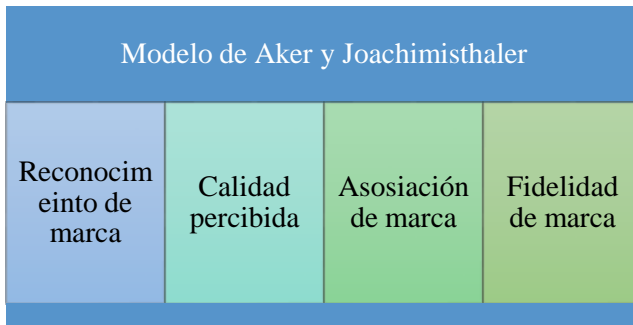 Modelo de Aker y Joachimisthaler
Reconocim
einto de
marca
Calidad
percibida
Asosiación
de marca
Fidelidad
de marca